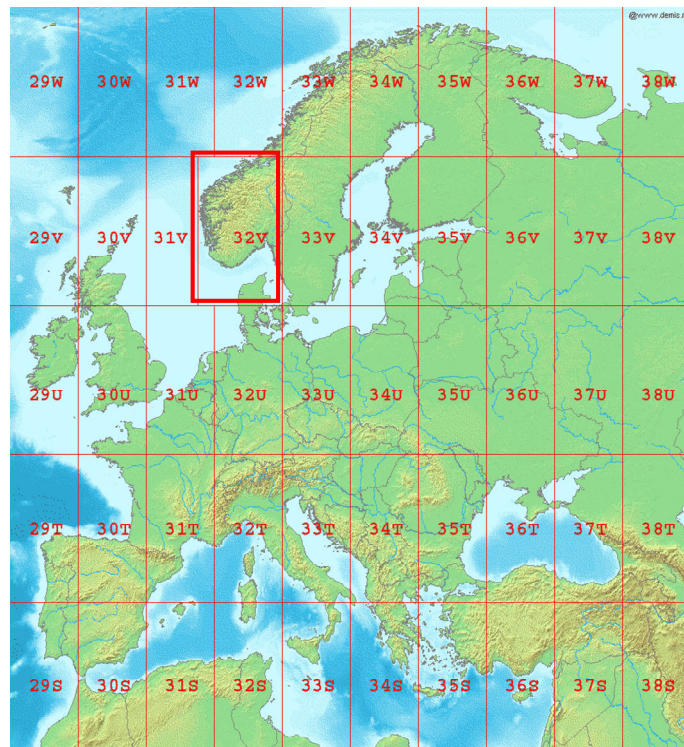 @www.demis.n
29W 30W 31W 32W 33W 34W 35W 36W 37W 38W
29V 30V 31V 32V 33V 34V 35V 36V 37V 38V
29U 30U 31U 32U 33U 34U 35U 36U 37U 38U
29T 30T 31T 32T 33T 34T 35T 36T 37T 38T
29S 30S 31S 32S 33S 34S 35S 36S 37S 38S